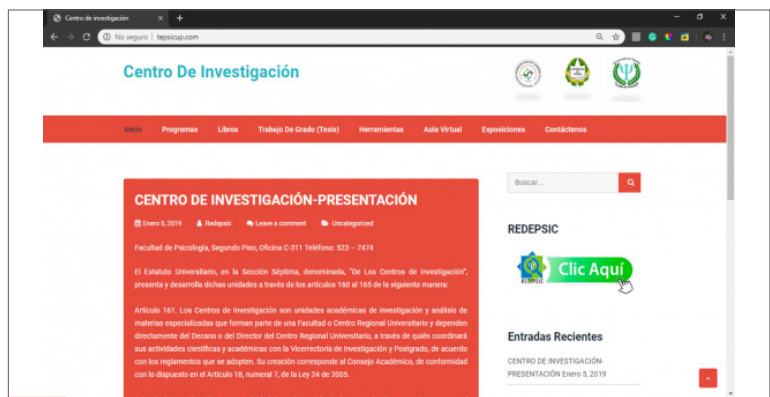 Centro de investigación
No seguro | tepsicup.com
Centro De Investigación
Inicio Programas Libros Trabajo De Grado (Tesis) Herramientas Aula Virtual Exposiciones Contáctenos
Buscar...
CENTRO DE INVESTIGACIÓN-PRESENTACIÓN
Enero 5, 2019 Redepsic Leave a comment Uncategorized
Facultad de Psicología, Segundo Piso, Oficina C-311 Teléfono: 523 – 7474
El Estatuto Universitario, en la Sección Séptima, denominada, "De Los Centros de Investigación",
presenta y desarrolla dichas unidades a través de los artículos 160 al 165 de la siguiente manera:
Artículo 161. Los Centros de Investigación son unidades académicas de investigación y análisis de
materias especializadas que forman parte de una Facultad o Centro Regional Universitario y dependen
directamente del Decano o del Director del Centro Regional Universitario, a través de quién coordinará
sus actividades científicas y académicas con la Vicerrectoría de Investigación y Postgrado, de acuerdo
con los reglamentos que se adopten. Su creación corresponde al Consejo Académico, de conformidad
con lo dispuesto en el Artículo 18, numeral 7, de la Ley 24 de 2005.
REDEPSIC
REDEPSIC
Clic Aquí
Entradas Recientes
CENTRO DE INVESTIGACIÓN-
PRESENTACIÓN Enero 5, 2019